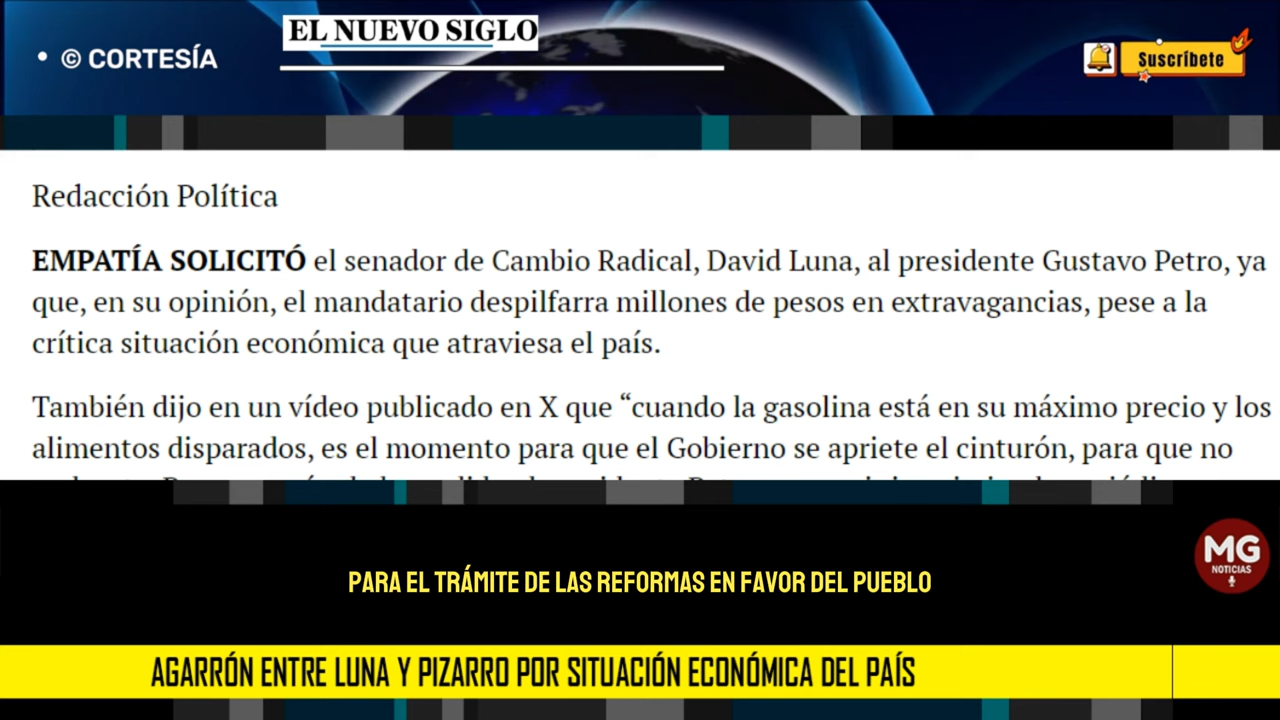 • © CORTESÍA
EL NUEVO SIGLO
Suscríbete
Redacción Política
EMPATÍA SOLICITÓ el senador de Cambio Radical, David Luna, al presidente Gustavo Petro, ya
que, en su opinión, el mandatario despilfarra millones de pesos en extravagancias, pese a la
crítica situación económica que atraviesa el país.
También dijo en un vídeo publicado en X que “cuando la gasolina está en su máximo precio y los
alimentos disparados, es el momento para que el Gobierno se apriete el cinturón, para que no
MG
NOTICIAS
PARA EL TRÁMITE DE LAS REFORMAS EN FAVOR DEL PUEBLO
AGARRÓN ENTRE LUNA Y PIZARRO POR SITUACIÓN ECONÓMICA DEL PAÍS